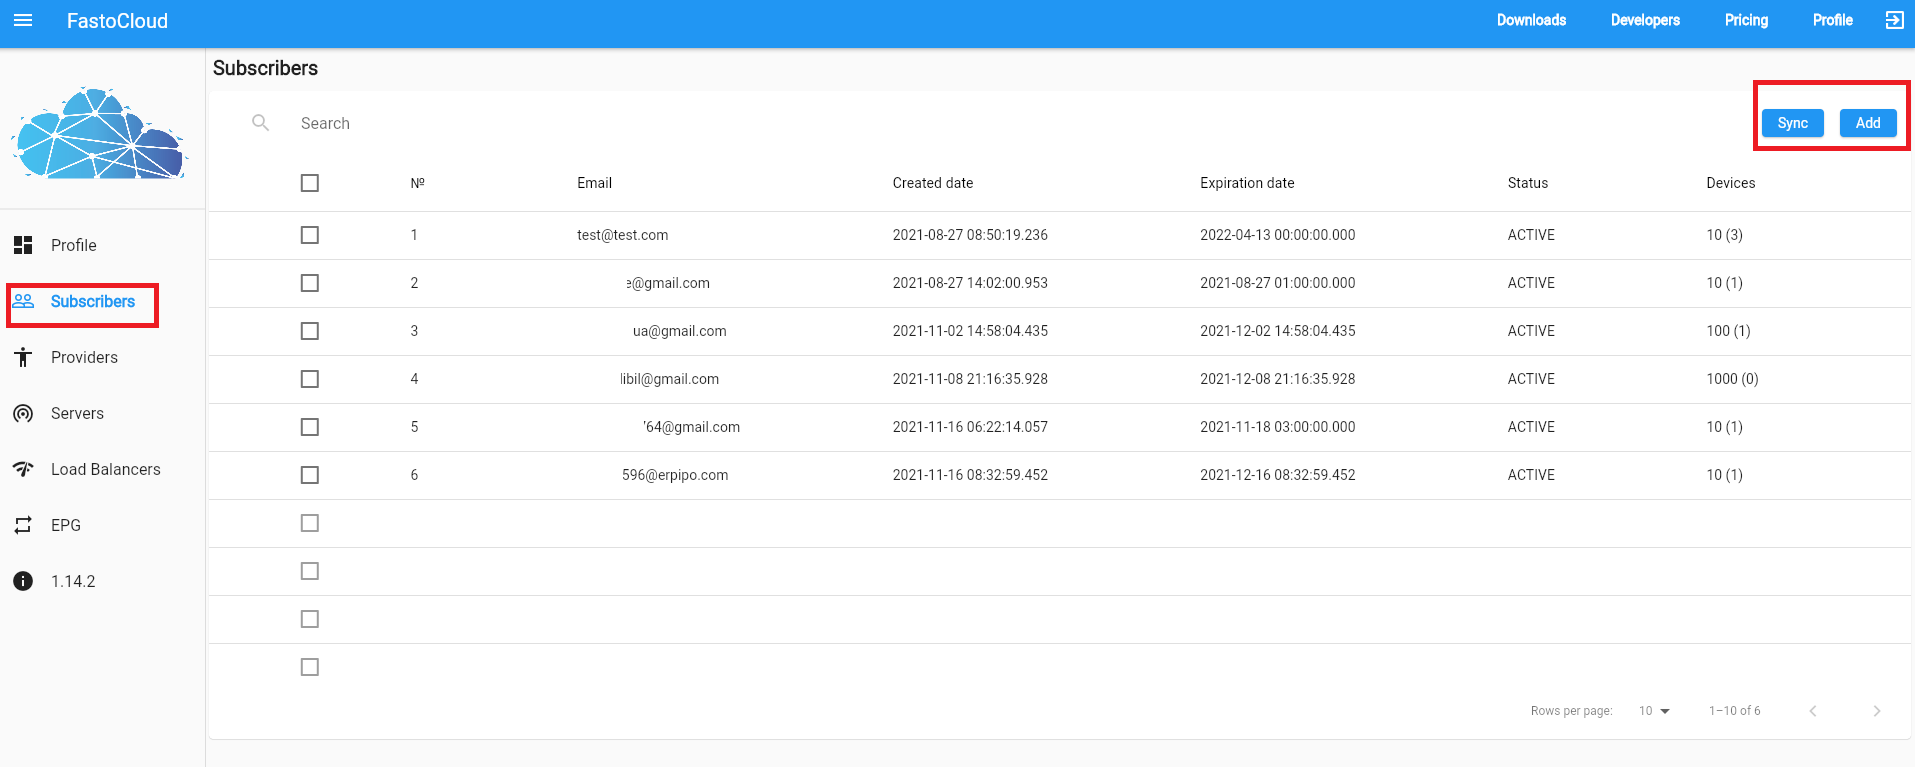 FastoCloud
Downloads
Developers
Pricing
Profile
Subscribers
Search
Sync
Add
Profile
Subscribers
Providers
Servers
Load Balancers
EPG
1.14.2
№ Email Created date Expiration date Status Devices
1 test@test.com 2021-08-27 08:50:19.236 2022-04-13 00:00:00.000 ACTIVE 10 (3)
2 e@gmail.com 2021-08-27 14:02:00.953 2021-08-27 01:00:00.000 ACTIVE 10 (1)
3 ua@gmail.com 2021-11-02 14:58:04.435 2021-12-02 14:58:04.435 ACTIVE 100 (1)
4 libil@gmail.com 2021-11-08 21:16:35.928 2021-12-08 21:16:35.928 ACTIVE 1000 (0)
5 64@gmail.com 2021-11-16 06:22:14.057 2021-11-18 03:00:00.000 ACTIVE 10 (1)
6 596@erpipo.com 2021-11-16 08:32:59.452 2021-12-16 08:32:59.452 ACTIVE 10 (1)
Rows per page: 10 1–10 of 6